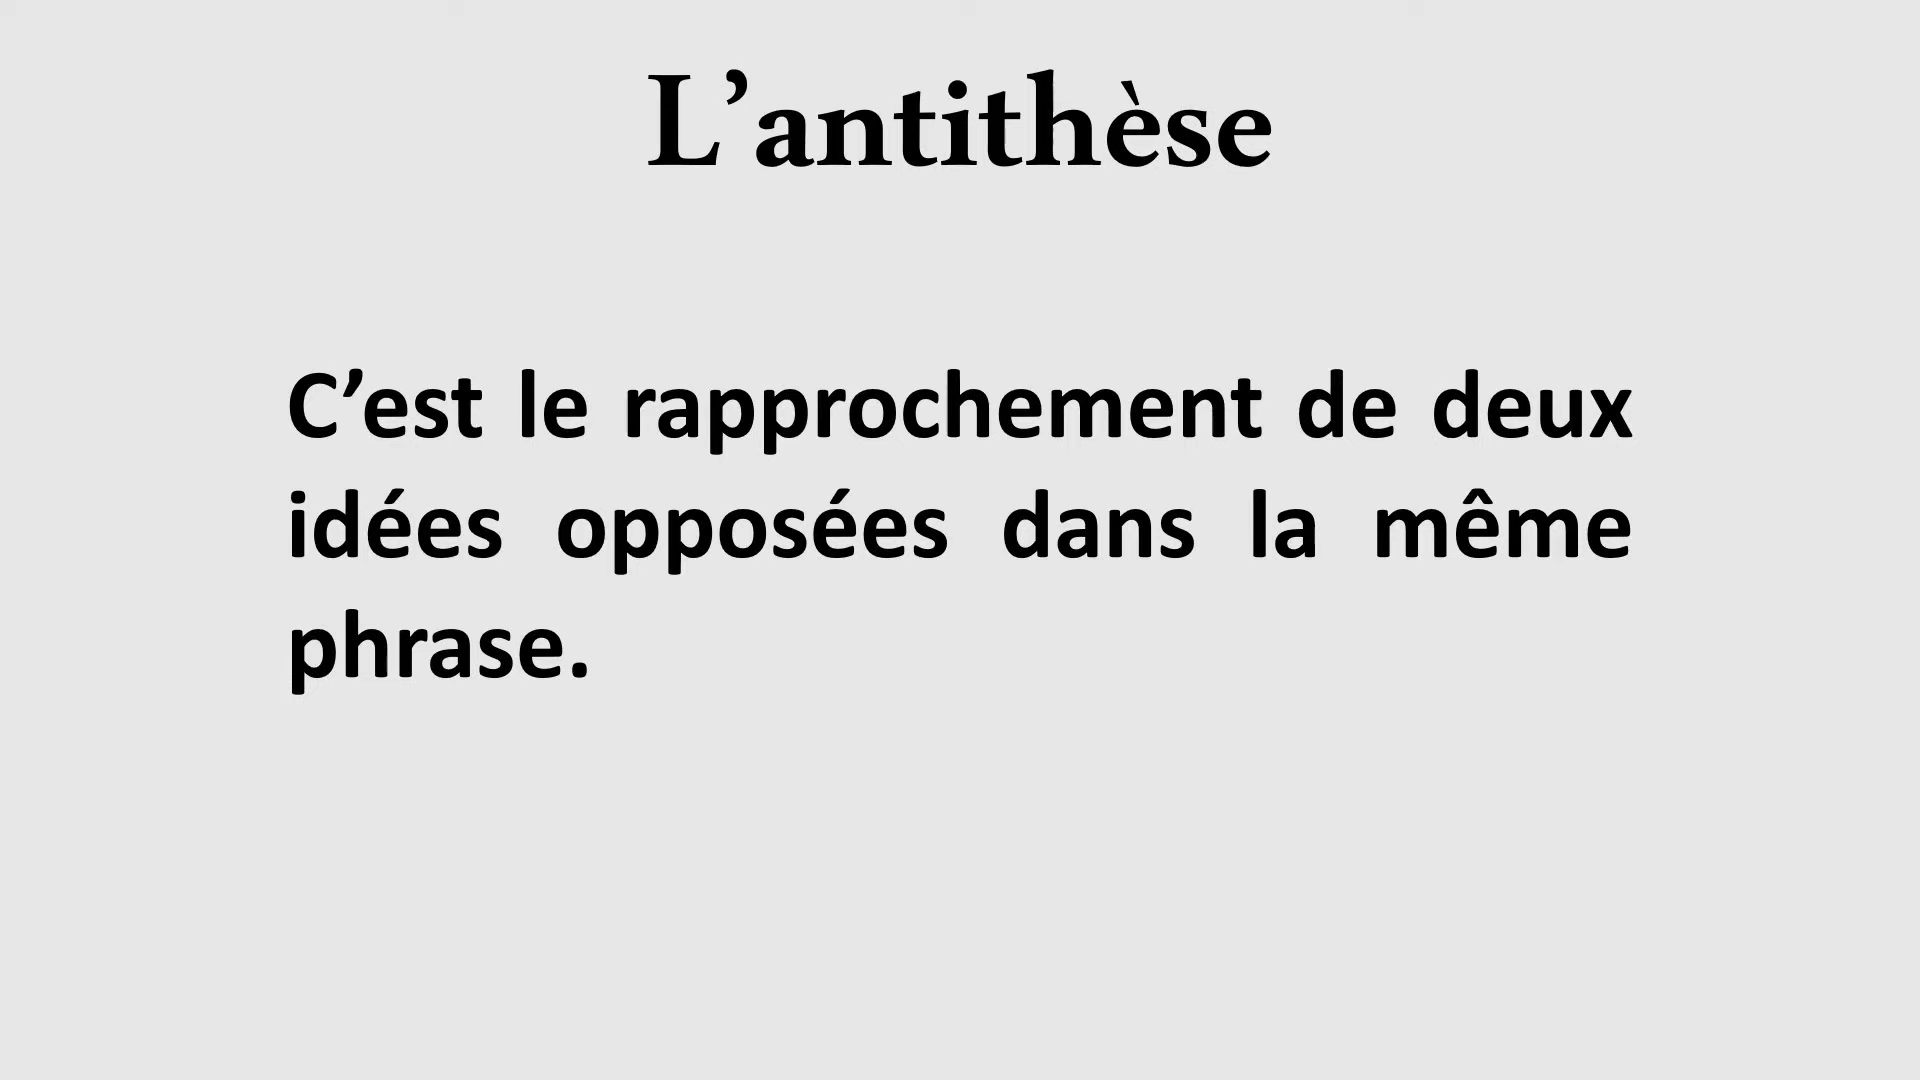 L’antithèse
C’est le rapprochement de deux
idées opposées dans la même
phrase.